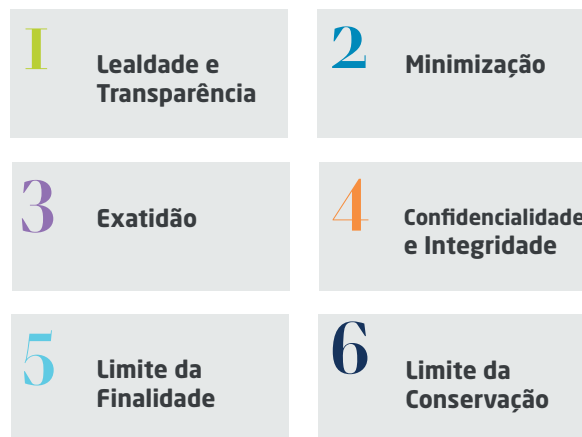 1
Lealdade e
Transparência
2
Minimização
3
Exatidão
4
Confidencialidade
e Integridade
5
Limite da
Finalidade
6
Limite da
Conservação